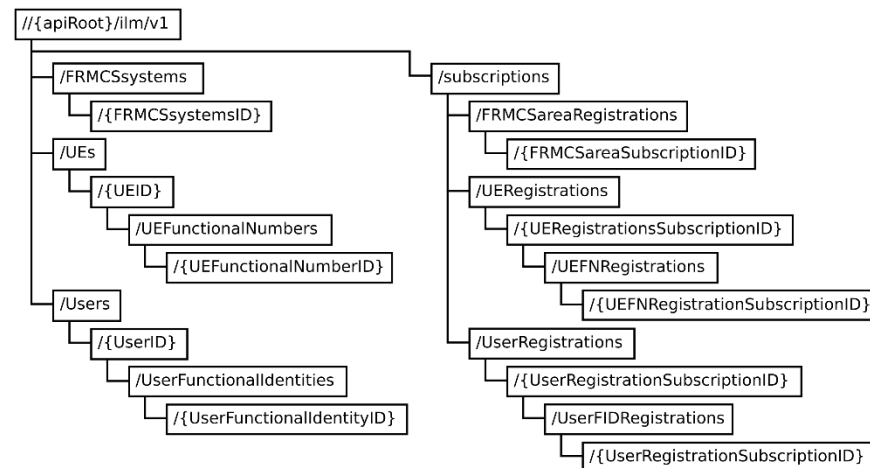 //{apiRoot}/ilm/v1
/FRMCSsystems
/{FRMCSsystemsID}
/UEs
/{UEID}
/UEFunctionalNumbers
/{UEFunctionalNumberID}
/Users
/{UserID}
/UserFunctionalIdentities
/{UserFunctionalIdentityID}
/subscriptions
/FRMCSareaRegistrations
/{FRMCSareaSubscriptionID}
/UERegistrations
/{UERegistrationsSubscriptionID}
/UEFNRegistrations
/{UEFNRegistrationSubscriptionID}
/UserRegistrations
/{UserRegistrationSubscriptionID}
/UserFIDRegistrations
/{UserRegistrationSubscriptionID}